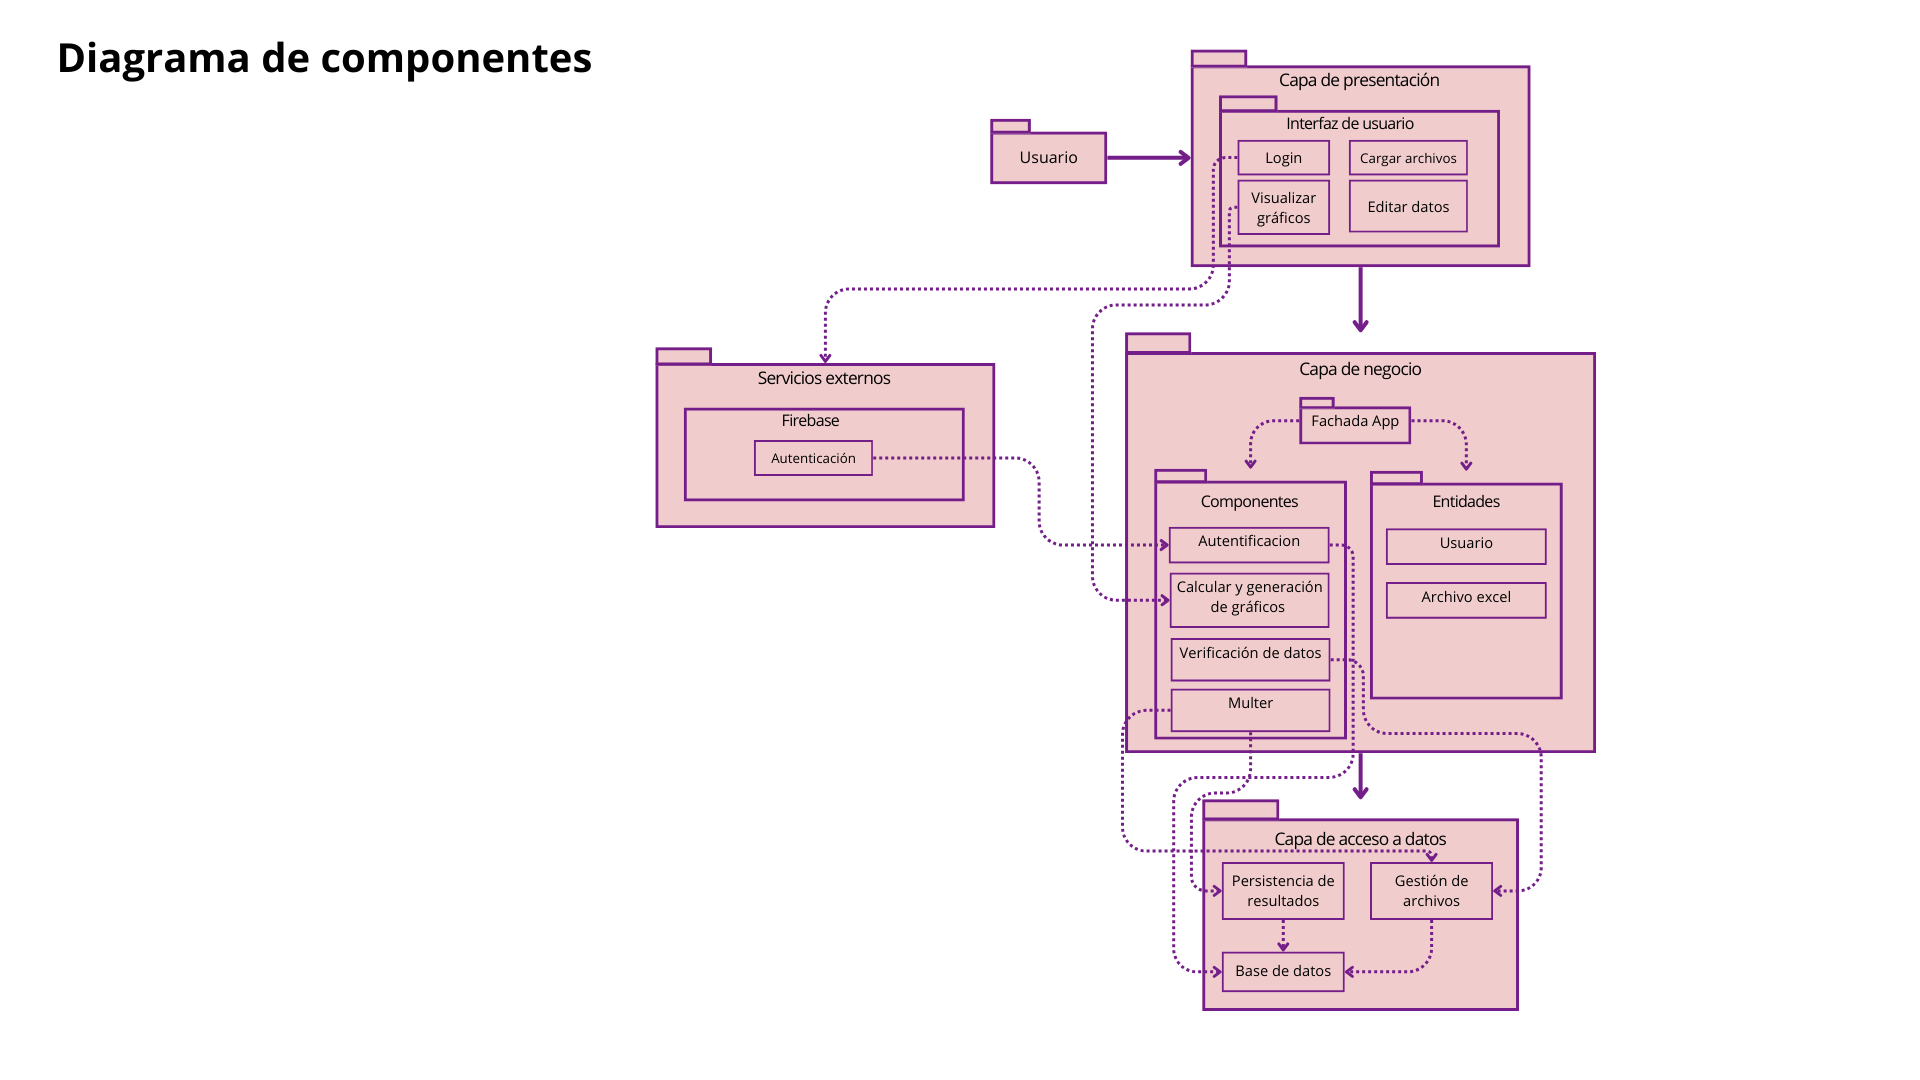 Diagrama de componentes
Capa de presentación
Interfaz de usuario
Usuario
Login
Cargar archivos
Visualizar
gráficos
Editar datos
Servicios externos
Firebase
Autenticación
Capa de negocio
Fachada App
Componentes
Autentificacion
Calcular y generación
de gráficos
Verificación de datos
Multer
Entidades
Usuario
Archivo excel
Capa de acceso a datos
Persistencia de
resultados
Gestión de
archivos
Base de datos